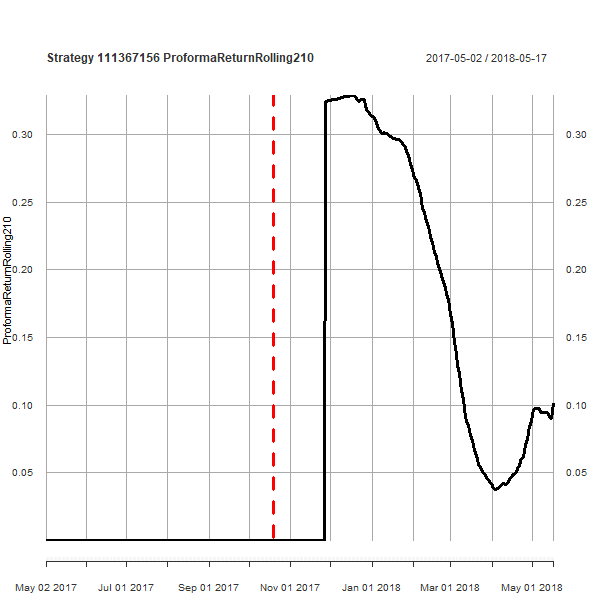 Strategy 111367156 ProformaReturnRolling210
2017-05-02 / 2018-05-17
ProformaReturnRolling210
0.30
0.25
0.20
0.15
0.10
0.05
0.30
0.25
0.20
0.15
0.10
0.05
May 02 2017
Jul 01 2017
Sep 01 2017
Nov 01 2017
Jan 01 2018
Mar 01 2018
May 01 2018